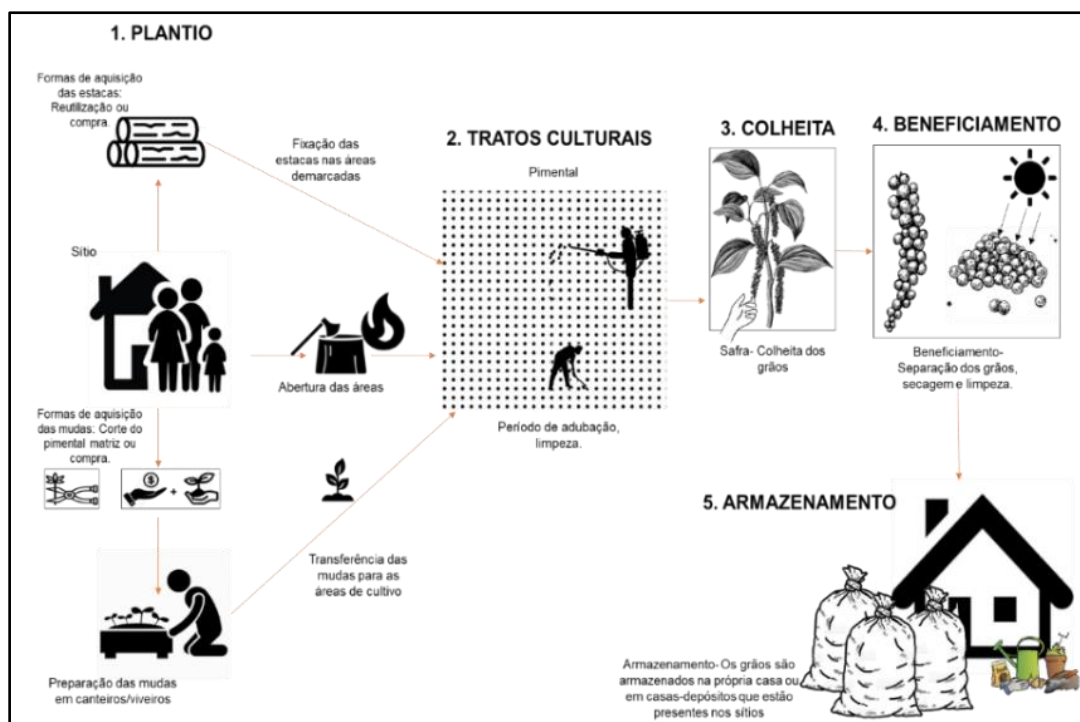 1. PLANTIO
Formas de aquisição
das estacas:
Reutilização ou
compra.
Fixação das
estacas nas áreas
demarcadas
Sítio
Abertura das áreas
Formas de aquisição
das mudas: Corte do
pimental matriz ou
compra.
$
+
Preparação das mudas
em canteiros/viveiros
Transferência das
mudas para as
áreas de cultivo
2. TRATOS CULTURAIS
Pimental
Período de adubação,
limpeza.
3. COLHEITA
Safra- Colheita dos
grãos
4. BENEFICIAMENTO
Beneficiamento-
Separação dos grãos,
secagem e limpeza.
5. ARMAZENAMENTO
Armazenamento- Os grãos são
armazenados na própria casa ou
em casas-depósitos que estão
presentes nos sítios